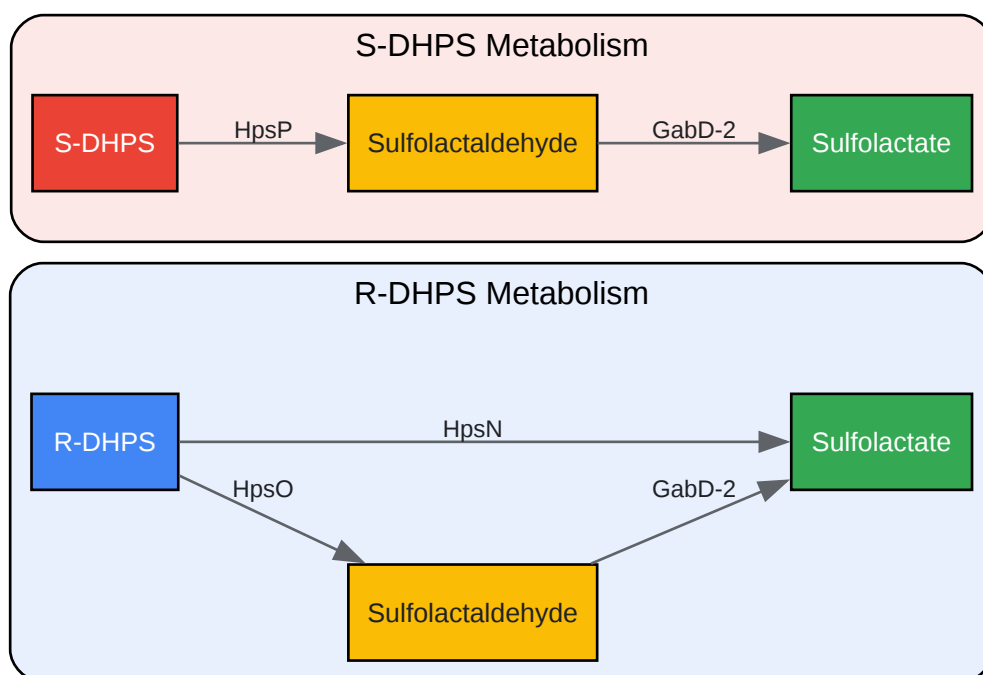 S-DHPS Metabolism
S-DHPS
HpsP
Sulfolactaldehyde
GabD-2
Sulfolactate
R-DHPS Metabolism
R-DHPS
HpsN
Sulfolactate
HpsO
GabD-2
Sulfolactaldehyde